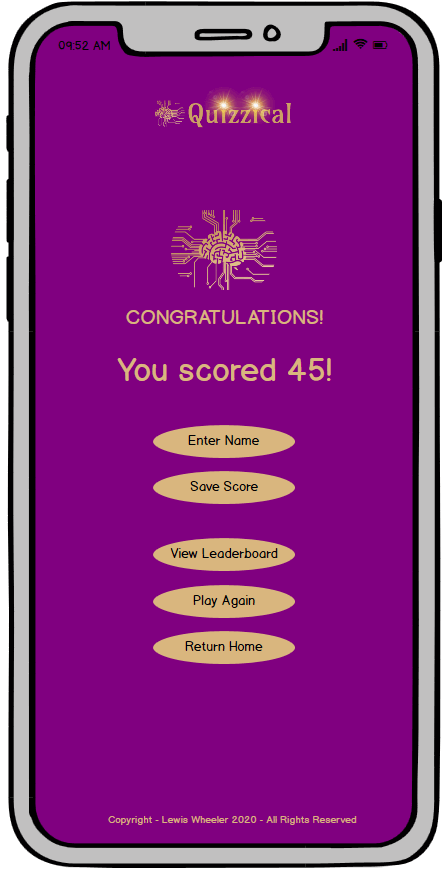 09:52 AM
Quizzical
CONGRATULATIONS!
You scored 45!
Enter Name
Save Score
View Leaderboard
Play Again
Return Home
Copyright - Lewis Wheeler 2020 - All Rights Reserved